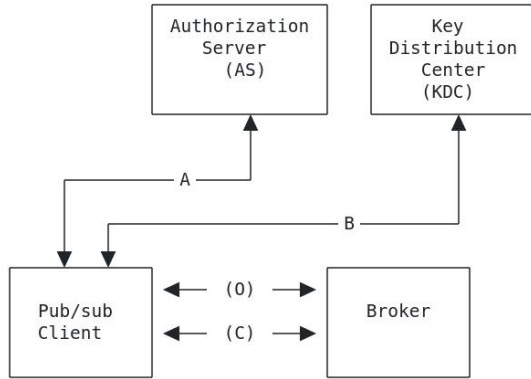 Authorization
Server
(AS)
Key
Distribution
Center
(KDC)
A
B
Pub/sub
Client
(O)
(C)
Broker